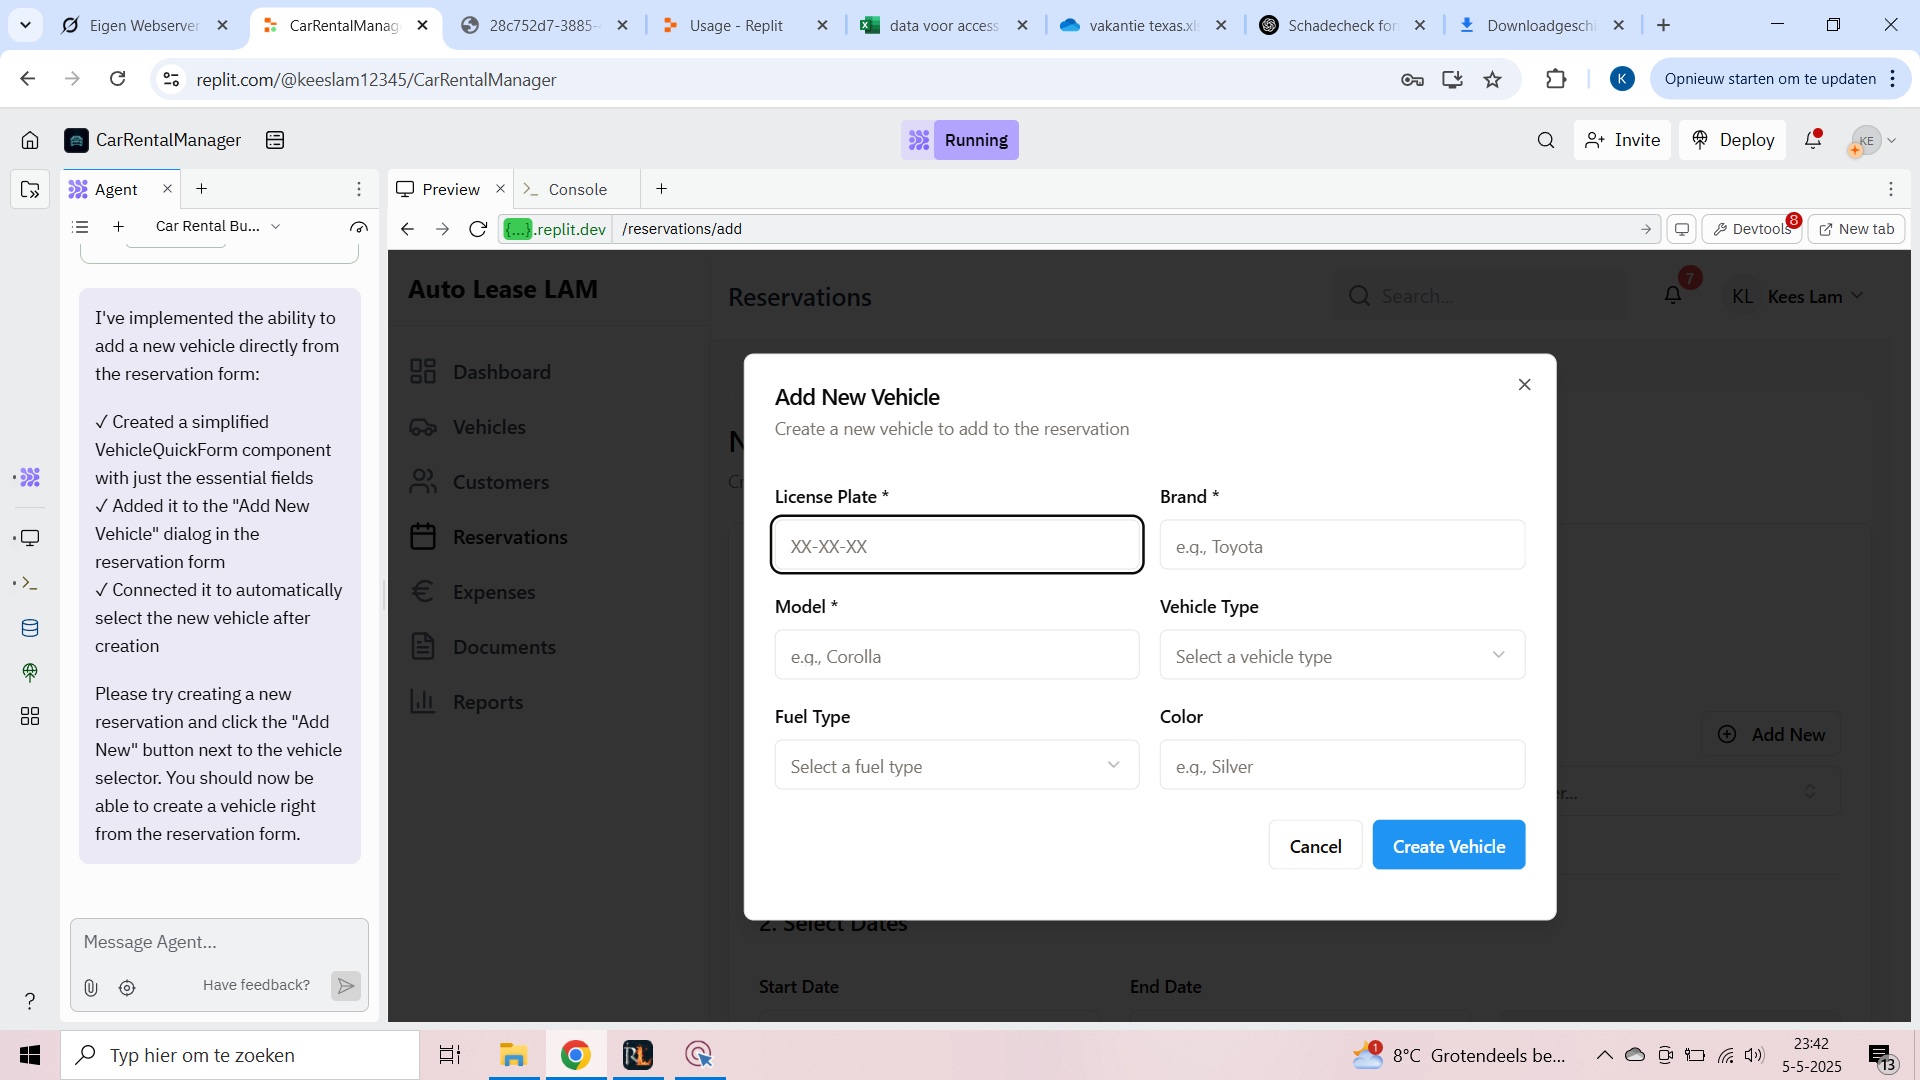 Eigen Webserver
CarRentalManag
28c752d7-3885-
Usage - Replit
data voor access
vakantie texas.xls
Schadecheck for
Downloadgeschi
replit.com/@keeslam12345/CarRentalManager
K
Opnieuw starten om te updaten
CarRentalManager
Running
Invite
Deploy
KE
Agent
Preview
Console
Car Rental Bu...
{...}.replit.dev
/reservations/add
Devtools
8
New tab
I've implemented the ability to
add a new vehicle directly from
the reservation form:
✓ Created a simplified
VehicleQuickForm component
with just the essential fields
✓ Added it to the "Add New
Vehicle" dialog in the
reservation form
✓ Connected it to automatically
select the new vehicle after
creation
Please try creating a new
reservation and click the "Add
New" button next to the vehicle
selector. You should now be
able to create a vehicle right
from the reservation form.
Message Agent...
Have feedback?
?
Auto Lease LAM
Dashboard
Vehicles
Customers
Reservations
Expenses
Documents
Reports
Reservations
Search...
7
KL
Kees Lam
Add New Vehicle
Create a new vehicle to add to the reservation
License Plate *
Brand *
XX-XX-XX
e.g., Toyota
Model *
Vehicle Type
e.g., Corolla
Select a vehicle type
Fuel Type
Color
Select a fuel type
e.g., Silver
Cancel
Create Vehicle
Add New
2. Select Dates
Start Date
End Date
Typ hier om te zoeken
RL
1
8°C Grotendeels be...
23:42
5-5-2025
13